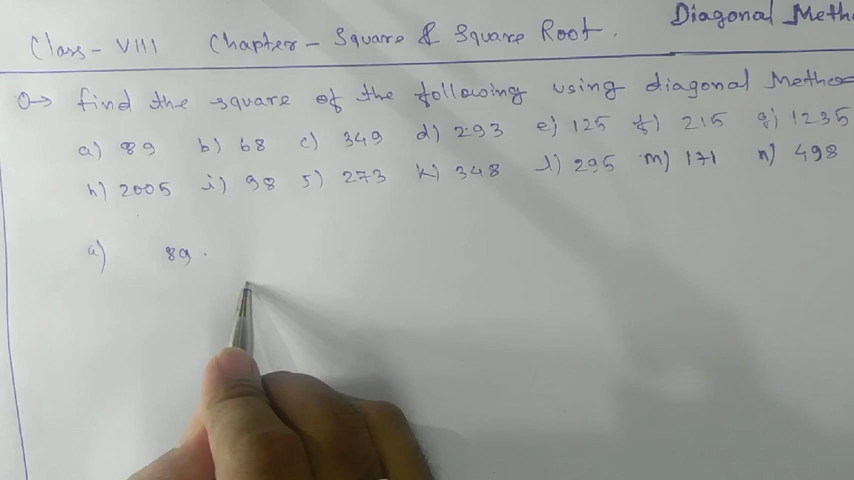 Diagonal Metho
Class - VIII Chapter - Square & Square Root.
Q→ find the square of the following using diagonal Metho
a) 89 b) 68 c) 349 d) 293 e) 125 f) 215 g) 1235
h) 2005 i) 98 J) 273 k) 348 l) 295 m) 171 n) 498
a) 89.